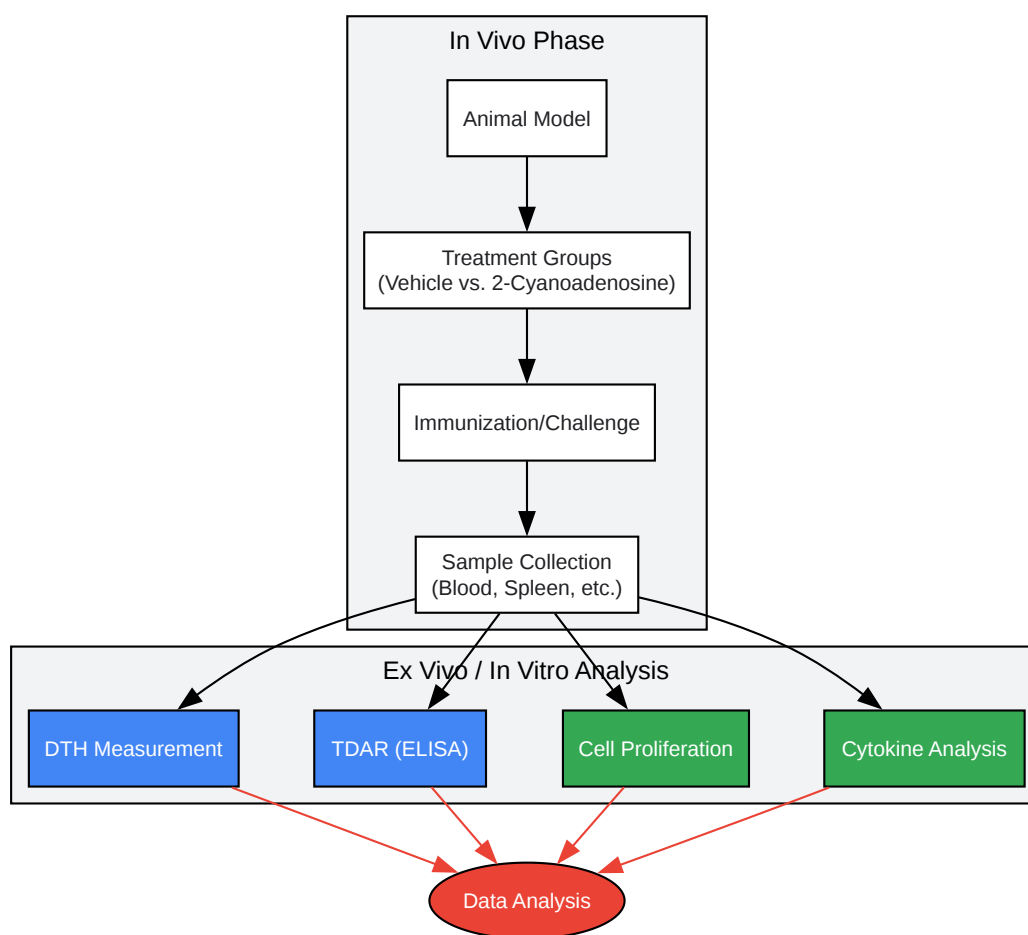 In Vivo Phase
Animal Model
Treatment Groups
(Vehicle vs. 2-Cyanoadenosine)
Immunization/Challenge
Sample Collection
(Blood, Spleen, etc.)
Ex Vivo / In Vitro Analysis
DTH Measurement
TDAR (ELISA)
Cell Proliferation
Cytokine Analysis
Data Analysis